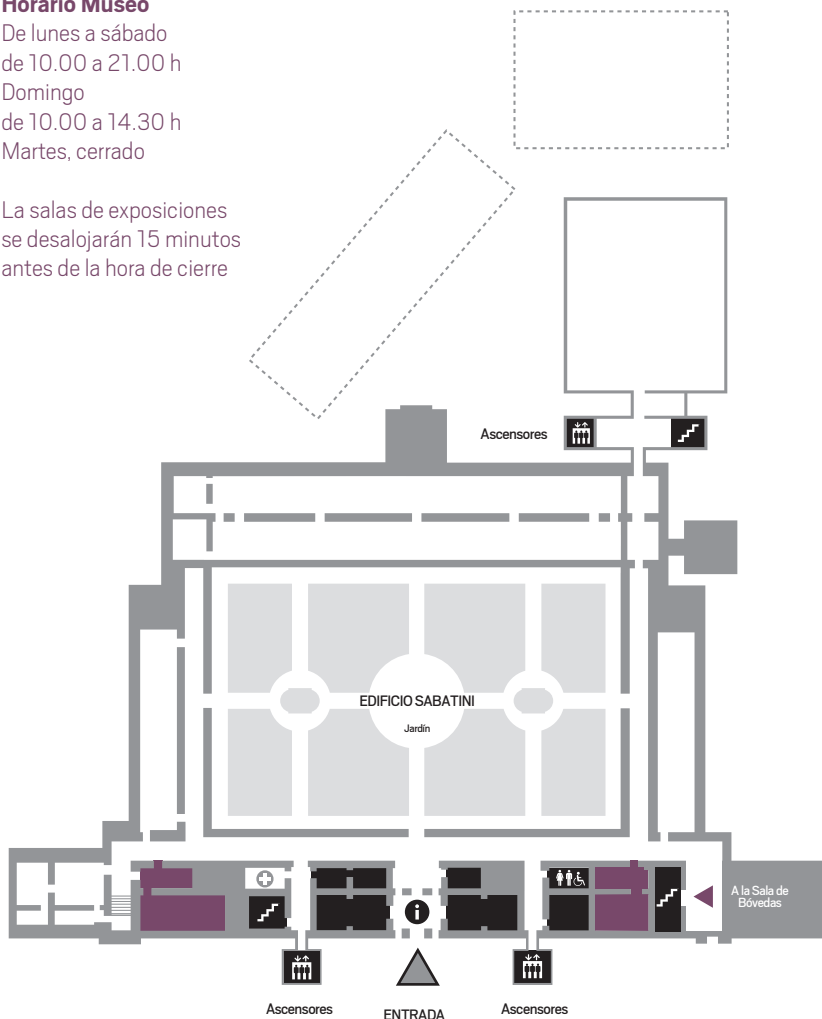 Horario Museo
De lunes a sábado
de 10.00 a 21.00 h
Domingo
de 10.00 a 14.30 h
Martes, cerrado
La salas de exposiciones
se desalojarán 15 minutos
antes de la hora de cierre
Ascensores
EDIFICIO SABATINI
Jardín
A la Sala de
Bóvedas
Ascensores
ENTRADA
Ascensores